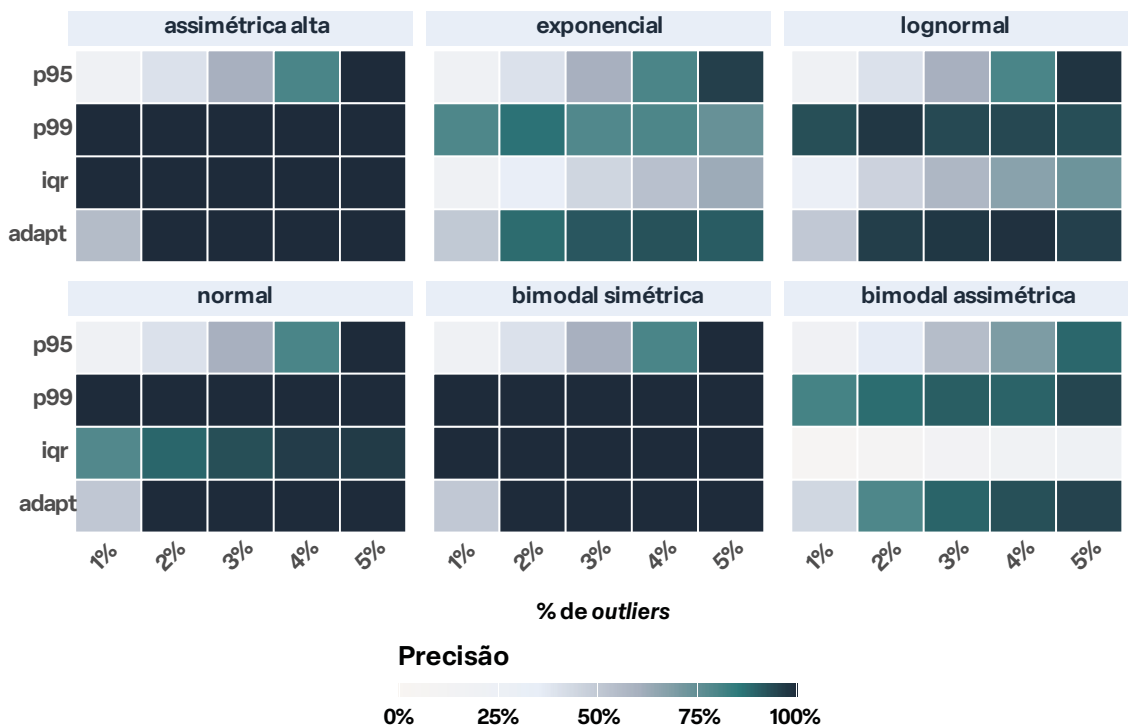 assimétrica alta
exponencial
lognormal
p95
p99
iqr
adapt
normal
bimodal simétrica
bimodal assimétrica
p95
p99
iqr
adapt
1% 2% 3% 4% 5%
1% 2% 3% 4% 5%
1% 2% 3% 4% 5%
% de outliers
Precisão
0% 25% 50% 75% 100%